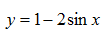 y = 1 – 2 sin x